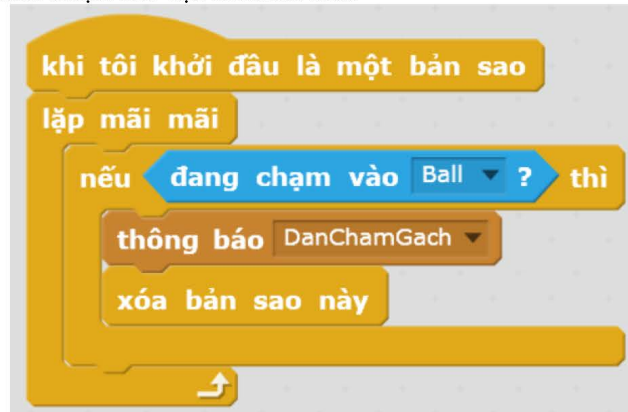 khi tôi khởi đầu là một bản sao
lặp mãi mãi
nếu đang chạm vào Ball ? thì
thông báo DanChamGach
xóa bản sao này